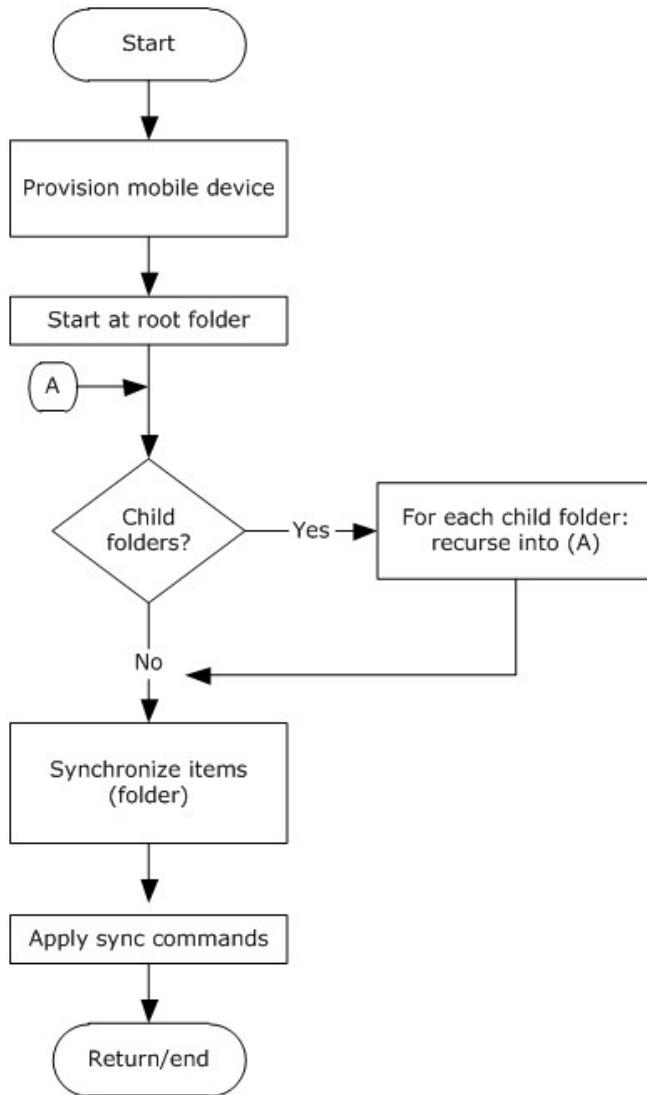 Start
Provision mobile device
Start at root folder
A
Child
folders?
Yes
For each child folder:
recurse into (A)
No
Synchronize items
(folder)
Apply sync commands
Return/end